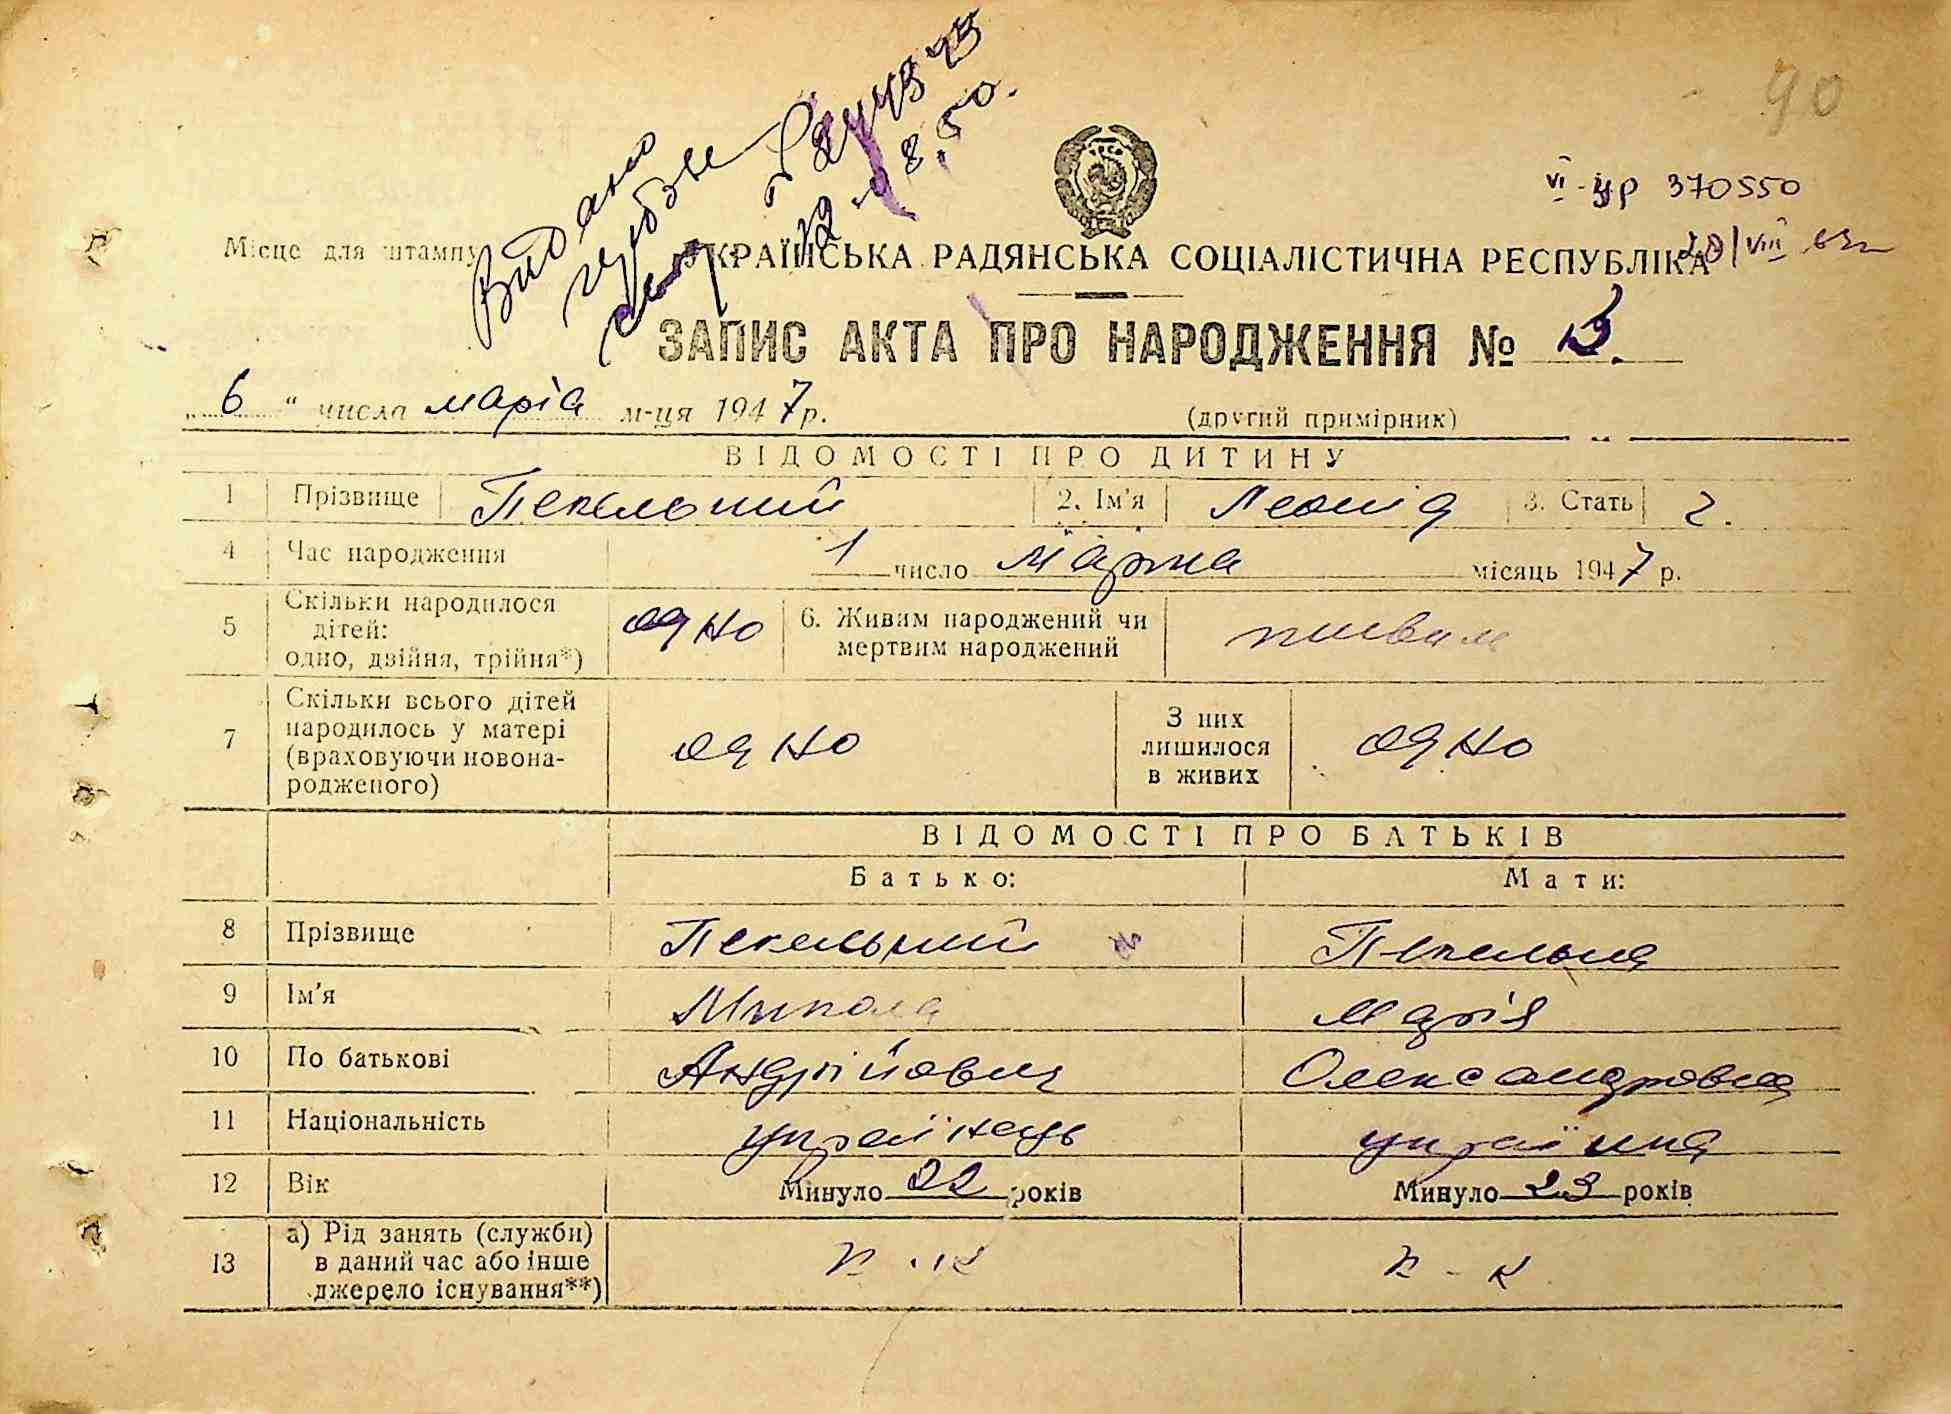 90
Видано
VI-УР 370550
28/VIII 63
Місце для штампу
УКРАЇНСЬКА РАДЯНСЬКА СОЦІАЛІСТИЧНА РЕСПУБЛІКА
ЗАПИС АКТА ПРО НАРОДЖЕННЯ №
„6“ числа марта м-ця 1947 р.
(другий примірник)
ВІДОМОСТІ ПРО ДИТИНУ
1 Прізвище Пекельний 2. Ім'я Леонід 3. Стать ч.
4 Час народження 1 число марта місяць 1947 р.
5 Скільки народилося дітей: одно, двійня, трійня*) одно 6. Живим народжений чи мертвим народжений живим
7 Скільки всього дітей народилось у матері (враховуючи новонародженого) одно З них лишилося в живих одно
ВІДОМОСТІ ПРО БАТЬКІВ
Батько: Мати:
8 Прізвище Пекельний Пекельна
9 Ім'я Микола Марія
10 По батькові Андрійович Олександровна
11 Національність українець українка
12 Вік Минуло 22 років Минуло 23 років
13 а) Рід занять (служби) в даний час або інше джерело існування**) к-к к-к